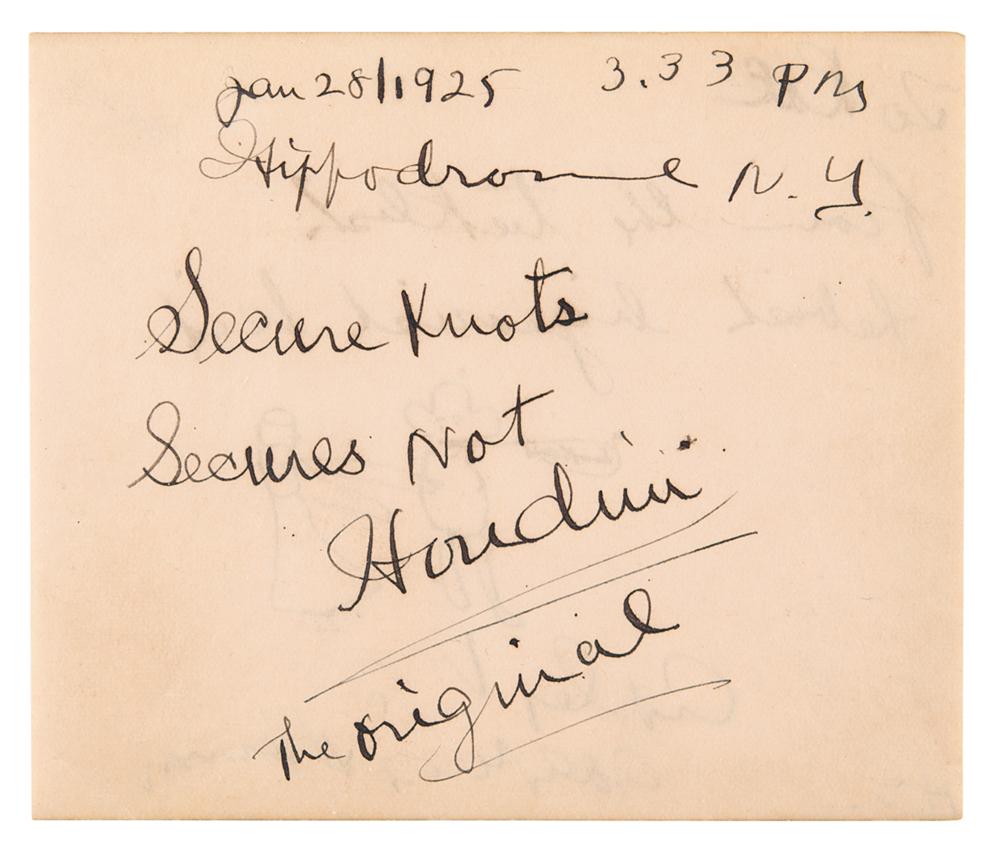 Jan 28/1925 3.33 PM
Hippodrome N.Y.
Secure Knots
Secures Not
Houdini
The original